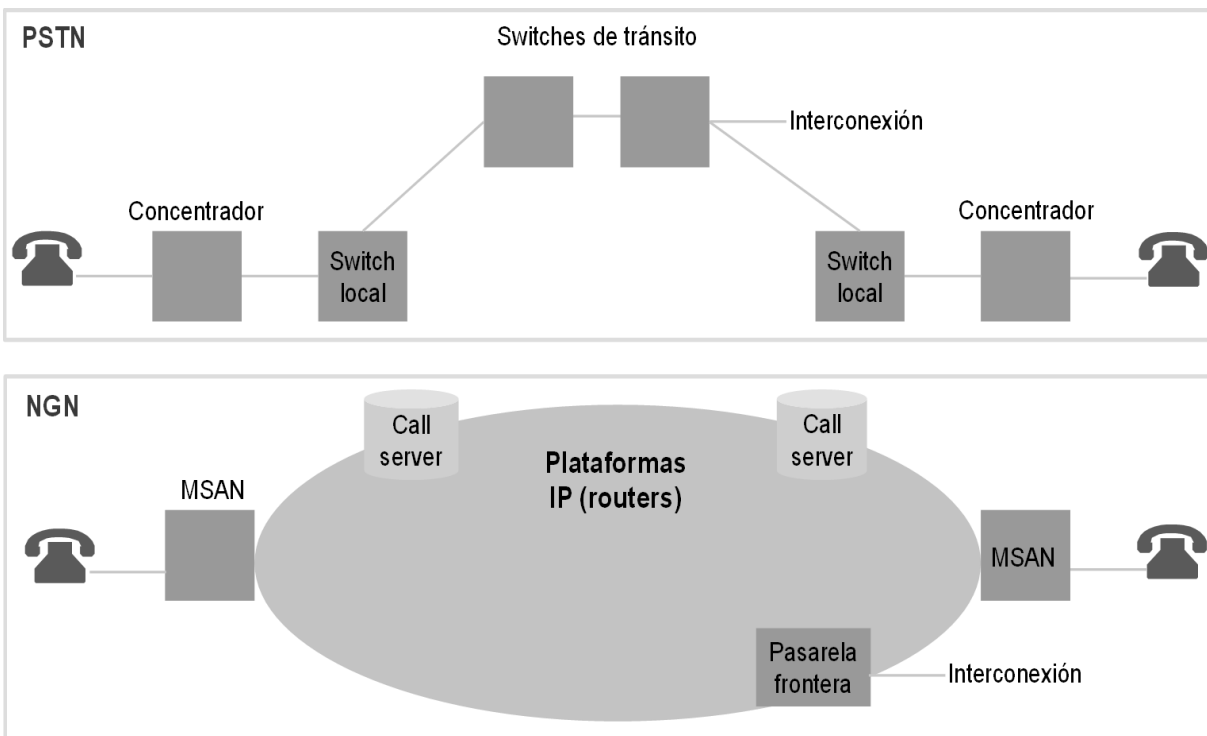 PSTN
Switches de tránsito
Interconexión
Concentrador
Concentrador
Switch
local
Switch
local
NGN
Call
server
Call
server
Plataformas
IP (routers)
MSAN
MSAN
Pasarela
frontera
Interconexión